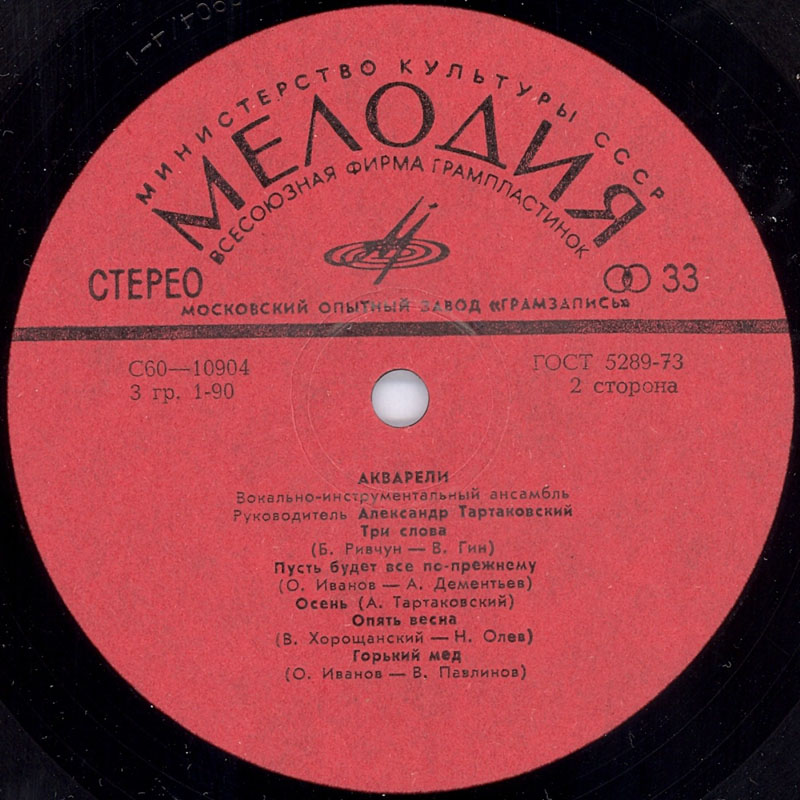 МИНИСТЕРСТВО КУЛЬТУРЫ СССР
МЕЛОДИЯ
ВСЕСОЮЗНАЯ ФИРМА ГРАМПЛАСТИНОК
СТЕРЕО
33
МОСКОВСКИЙ ОПЫТНЫЙ ЗАВОД «ГРАМЗАПИСЬ»
С60—10904
ГОСТ 5289-73
3 гр. 1-90
2 сторона
АКВАРЕЛИ
Вокально-инструментальный ансамбль
Руководитель Александр Тартаковский
Три слова
(Б. Ривчун — В. Гин)
Пусть будет все по-прежнему
(О. Иванов — А. Дементьев)
Осень (А. Тартаковский)
Опять весна
(В. Хорощанский — Н. Олев)
Горький мед
(О. Иванов — В. Павлинов)